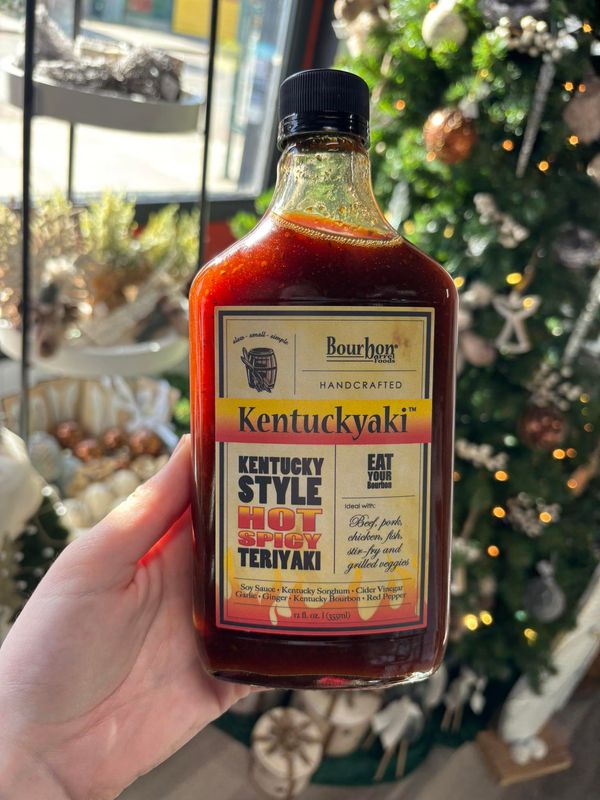 slow - small - simple
Bourbon
Barrel
Foods
HANDCRAFTED
Kentuckyaki™
KENTUCKY
STYLE
HOT
SPICY
TERIYAKI
EAT
YOUR
Bourbon
Ideal with:
Beef, pork,
chicken, fish,
stir-fry and
grilled veggies
Soy Sauce • Kentucky Sorghum • Cider Vinegar
Garlic • Ginger • Kentucky Bourbon • Red Pepper
12 fl. oz. | (355ml)